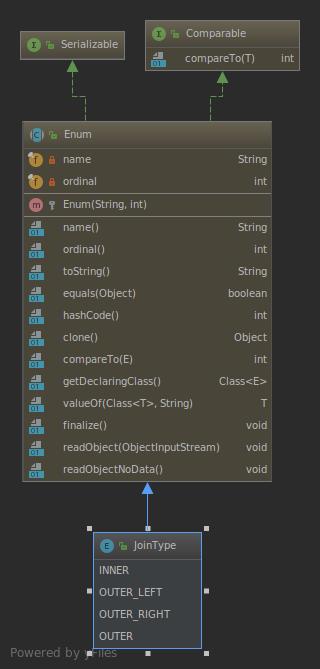 Serializable
Comparable
compareTo(T) int
Enum
name String
ordinal int
Enum(String, int)
name() String
ordinal() int
toString() String
equals(Object) boolean
hashCode() int
clone() Object
compareTo(E) int
getDeclaringClass() Class<E>
valueOf(Class<T>, String) T
finalize() void
readObject(ObjectInputStream) void
readObjectNoData() void
JoinType
INNER
OUTER_LEFT
OUTER_RIGHT
OUTER
Powered by yFiles